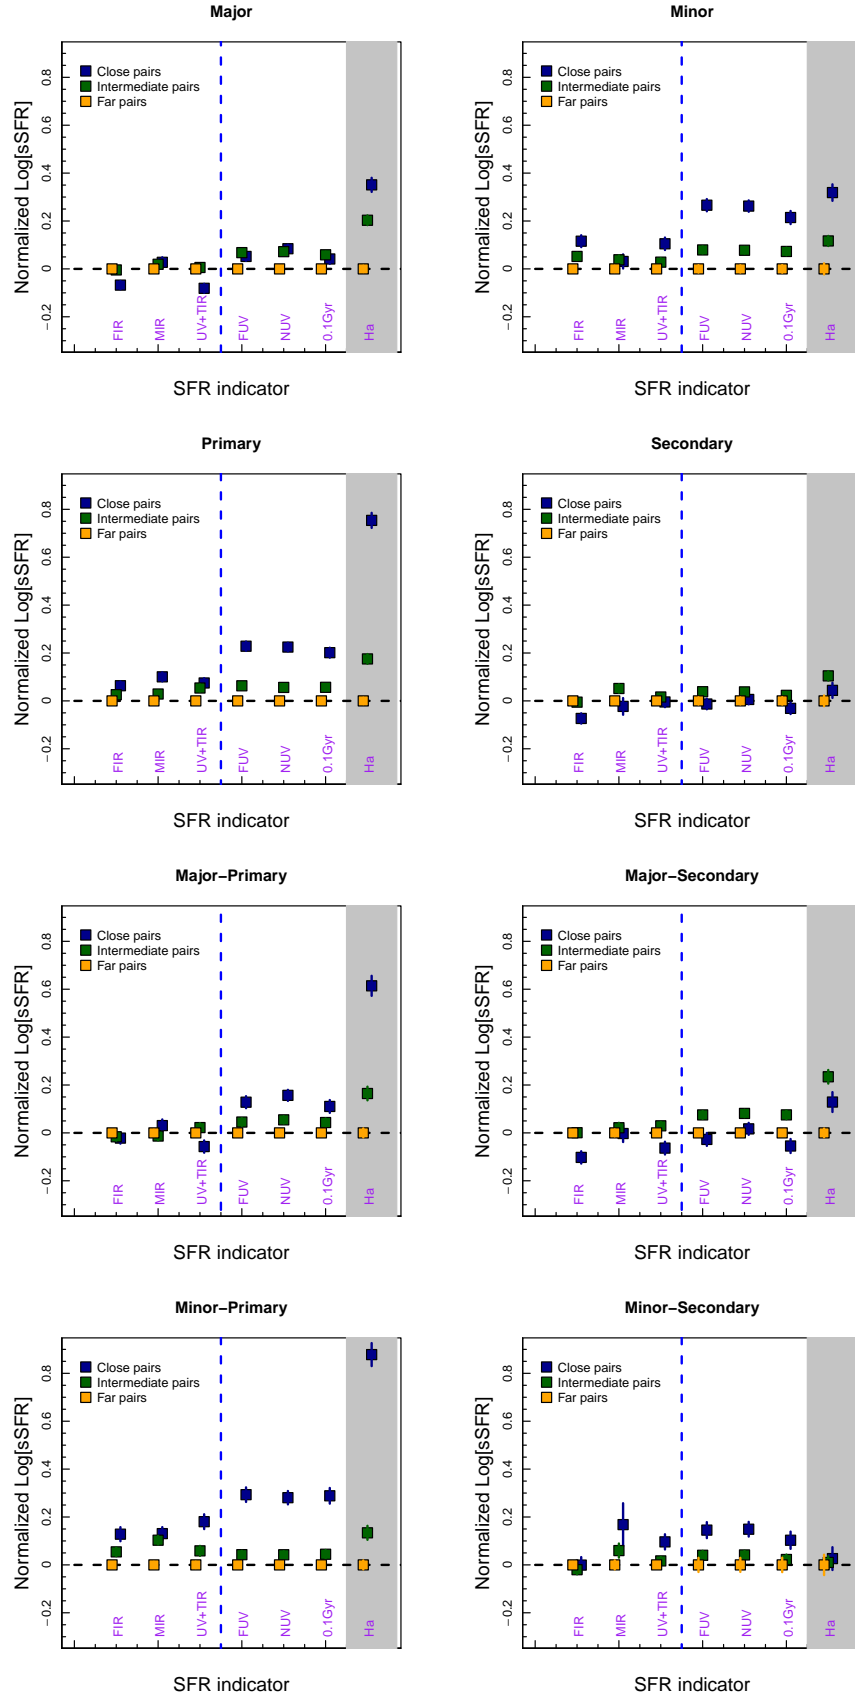 Major
Normalized Log[sSFR]
−0.2 0 0.2 0.4 0.6 0.8
Close pairs
Intermediate pairs
Far pairs
FIR MIR UV+TIR FUV NUV 0.1Gyr Ha
SFR indicator
Minor
Normalized Log[sSFR]
−0.2 0 0.2 0.4 0.6 0.8
Close pairs
Intermediate pairs
Far pairs
FIR MIR UV+TIR FUV NUV 0.1Gyr Ha
SFR indicator
Primary
Normalized Log[sSFR]
−0.2 0 0.2 0.4 0.6 0.8
Close pairs
Intermediate pairs
Far pairs
FIR MIR UV+TIR FUV NUV 0.1Gyr Ha
SFR indicator
Secondary
Normalized Log[sSFR]
−0.2 0 0.2 0.4 0.6 0.8
Close pairs
Intermediate pairs
Far pairs
FIR MIR UV+TIR FUV NUV 0.1Gyr Ha
SFR indicator
Major−Primary
Normalized Log[sSFR]
−0.2 0 0.2 0.4 0.6 0.8
Close pairs
Intermediate pairs
Far pairs
FIR MIR UV+TIR FUV NUV 0.1Gyr Ha
SFR indicator
Major−Secondary
Normalized Log[sSFR]
−0.2 0 0.2 0.4 0.6 0.8
Close pairs
Intermediate pairs
Far pairs
FIR MIR UV+TIR FUV NUV 0.1Gyr Ha
SFR indicator
Minor−Primary
Normalized Log[sSFR]
−0.2 0 0.2 0.4 0.6 0.8
Close pairs
Intermediate pairs
Far pairs
FIR MIR UV+TIR FUV NUV 0.1Gyr Ha
SFR indicator
Minor−Secondary
Normalized Log[sSFR]
−0.2 0 0.2 0.4 0.6 0.8
Close pairs
Intermediate pairs
Far pairs
FIR MIR UV+TIR FUV NUV 0.1Gyr Ha
SFR indicator